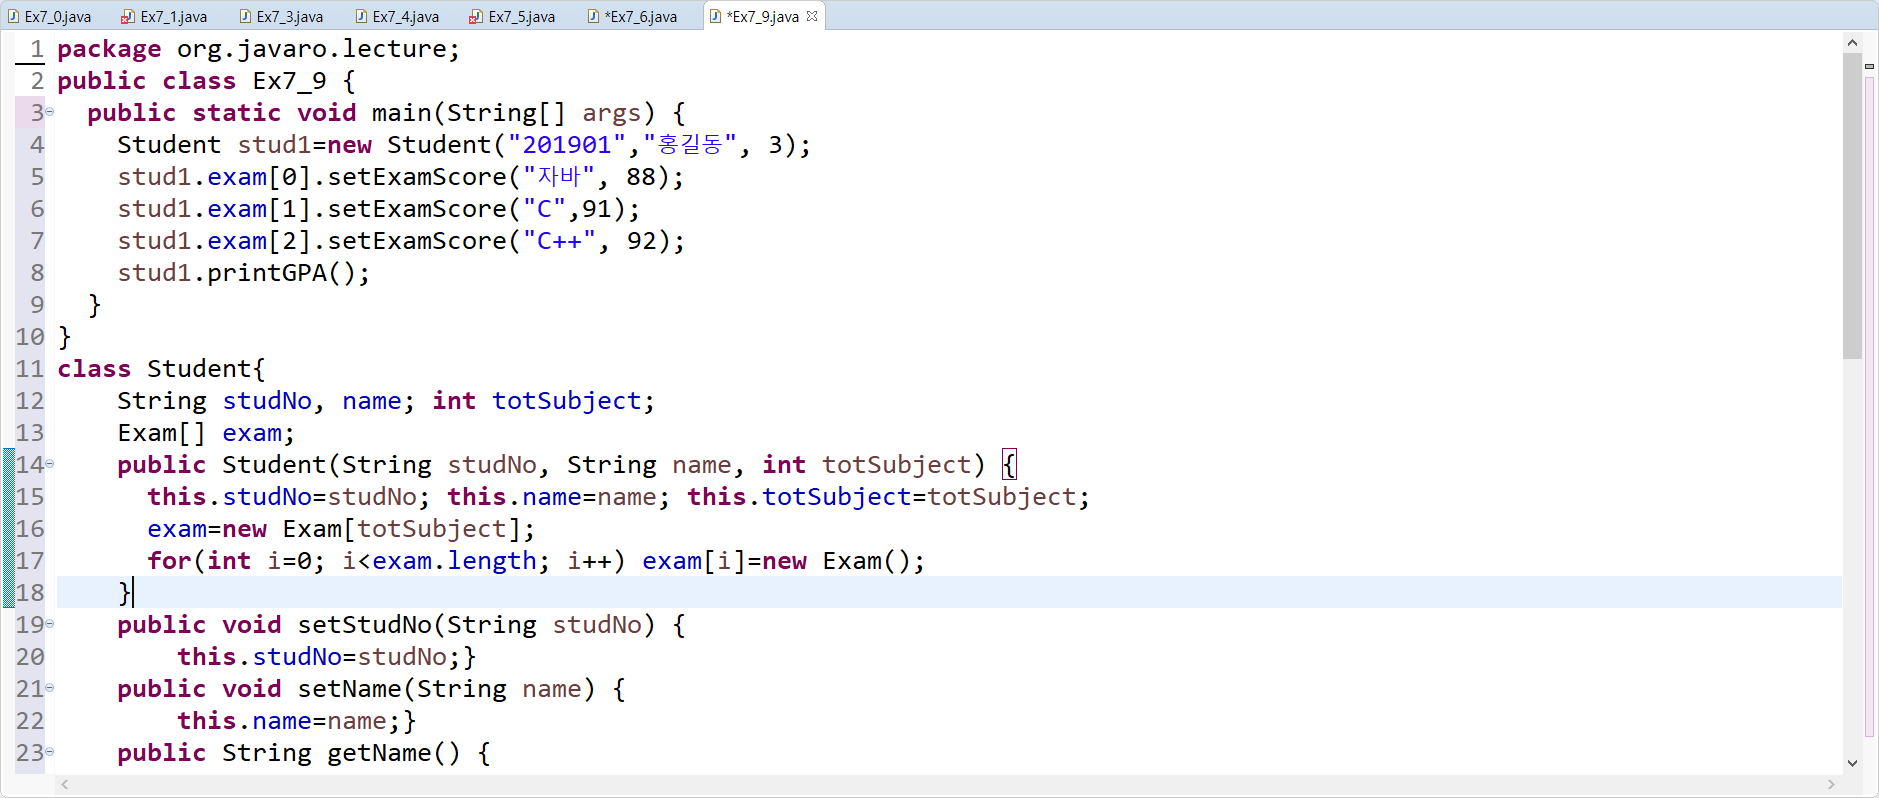 Ex7_0.java Ex7_1.java Ex7_3.java Ex7_4.java Ex7_5.java *Ex7_6.java *Ex7_9.java
1 package org.javaro.lecture;
2 public class Ex7_9 {
3 public static void main(String[] args) {
4 Student stud1=new Student("201901","홍길동", 3);
5 stud1.exam[0].setExamScore("자바", 88);
6 stud1.exam[1].setExamScore("C",91);
7 stud1.exam[2].setExamScore("C++", 92);
8 stud1.printGPA();
9 }
10 }
11 class Student{
12 String studNo, name; int totSubject;
13 Exam[] exam;
14 public Student(String studNo, String name, int totSubject) {
15 this.studNo=studNo; this.name=name; this.totSubject=totSubject;
16 exam=new Exam[totSubject];
17 for(int i=0; i<exam.length; i++) exam[i]=new Exam();
18 }
19 public void setStudNo(String studNo) {
20 this.studNo=studNo;}
21 public void setName(String name) {
22 this.name=name;}
23 public String getName() {